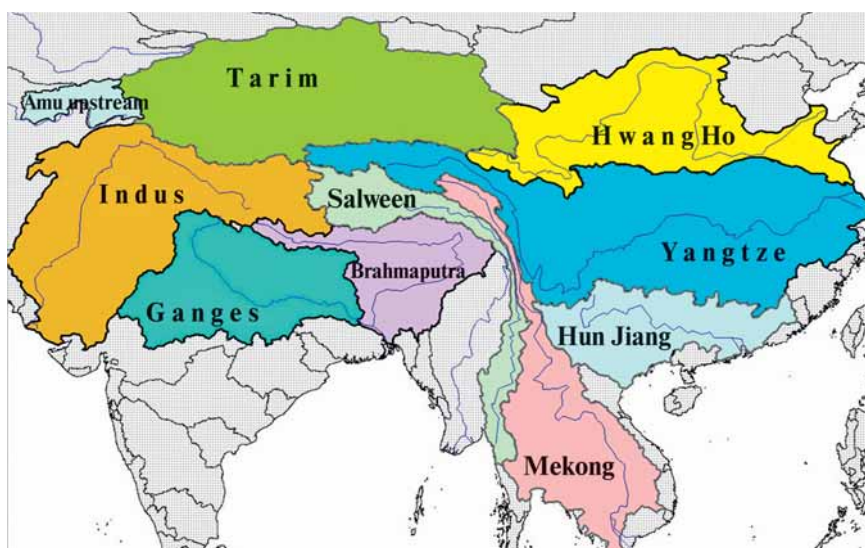 Tarim
Amu upstream
Hwang Ho
Indus
Salween
Yangtze
Brahmaputra
Ganges
Hun Jiang
Mekong